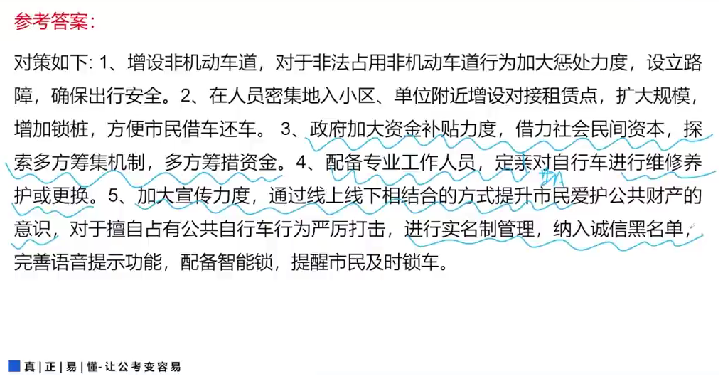 参考答案：
对策如下: 1、增设非机动车道，对于非法占用非机动车道行为加大惩处力度，设立路
障，确保出行安全。2、在人员密集地入小区、单位附近增设对接租赁点，扩大规模，
增加锁桩，方便市民借车还车。 3、政府加大资金补贴力度，借力社会民间资本，探
索多方筹集机制，多方筹措资金。4、配备专业工作人员，定亲对自行车进行维修养
护或更换。5、加大宣传力度，通过线上线下相结合的方式提升市民爱护公共财产的
意识，对于擅自占有公共自行车行为严厉打击，进行实名制管理，纳入诚信黑名单，
完善语音提示功能，配备智能锁，提醒市民及时锁车。
真|正|易|懂-让公考变容易